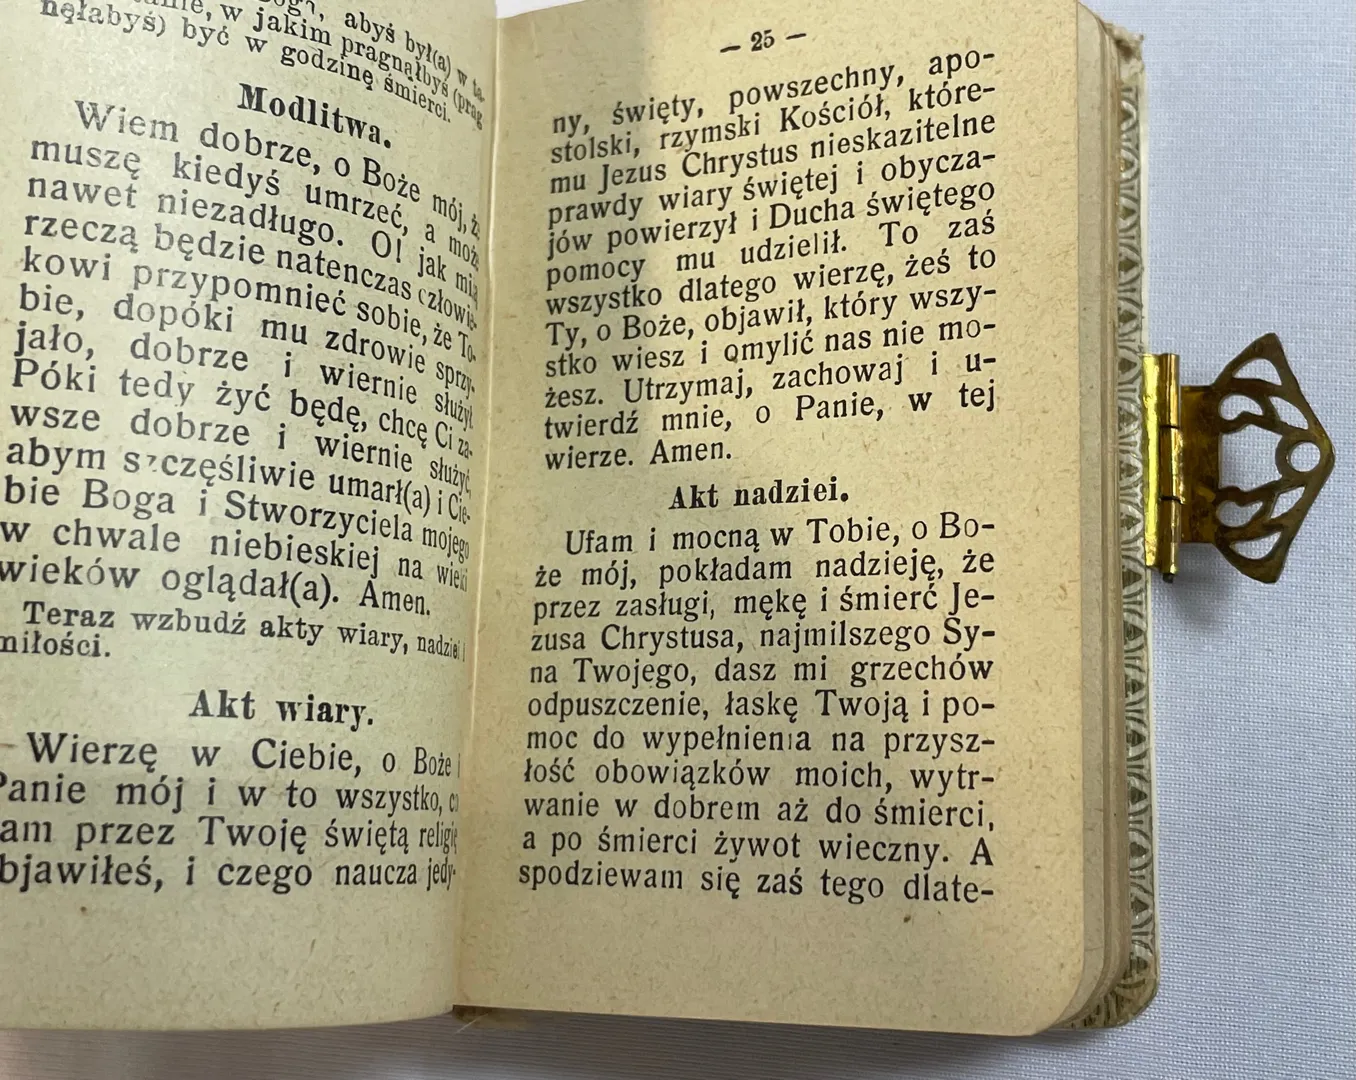 nie, w jakim pragnąłbyś (prag
nęłabyś) być w godzinę śmierci.
Modlitwa.
Wiem dobrze, o Boże mój, że
muszę kiedyś umrzeć, a może
nawet niezadługo. O! jak miłą
rzeczą będzie natenczas człowie-
kowi przypomnieć sobie, że To-
bie, dopóki mu zdrowie sprzy-
jało, dobrze i wiernie służył.
Póki tedy żyć będę, chcę Ci za-
wsze dobrze i wiernie służyć,
abym szczęśliwie umarł(a) i Cie-
bie Boga i Stworzyciela mojego
w chwale niebieskiej na wieki
wieków oglądał(a). Amen.
Teraz wzbudź akty wiary, nadziei i
miłości.
Akt wiary.
Wierzę w Ciebie, o Boże i
Panie mój i w to wszystko, co
am przez Twoję świętą religię
bjawiłeś, i czego naucza jedy-
— 25 —
ny, święty, powszechny, apo-
stolski, rzymski Kościół, które-
mu Jezus Chrystus nieskazitelne
prawdy wiary świętej i obycza-
jów powierzył i Ducha świętego
pomocy mu udzielił. To zaś
wszystko dlatego wierzę, żeś to
Ty, o Boże, objawił, który wszy-
stko wiesz i omylić nas nie mo-
żesz. Utrzymaj, zachowaj i u-
twierdź mnie, o Panie, w tej
wierze. Amen.
Akt nadziei.
Ufam i mocną w Tobie, o Bo-
że mój, pokładam nadzieję, że
przez zasługi, mękę i śmierć Je-
zusa Chrystusa, najmilszego Sy-
na Twojego, dasz mi grzechów
odpuszczenie, łaskę Twoją i po-
moc do wypełnienia na przysz-
łość obowiązków moich, wytr-
wanie w dobrem aż do śmierci,
a po śmierci żywot wieczny. A
spodziewam się zaś tego dlate-